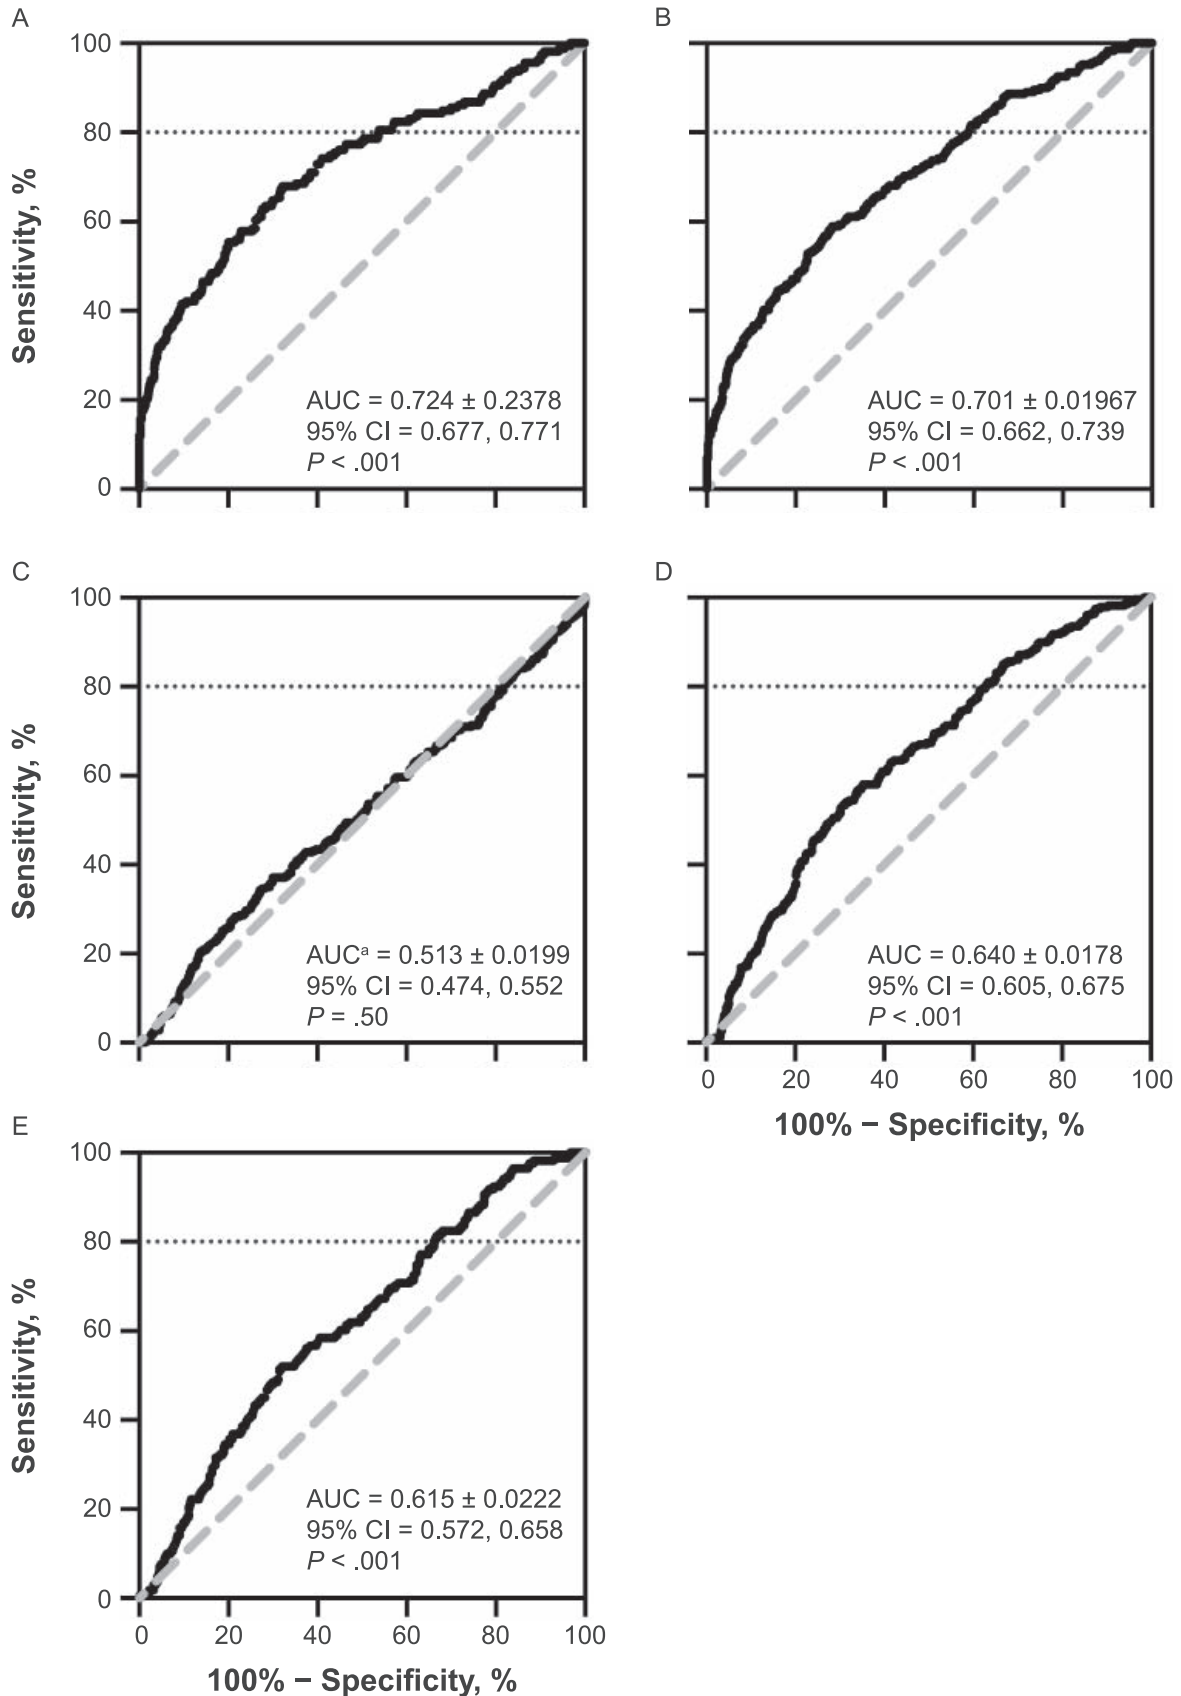 A
100
80
60
40
20
0
Sensitivity, %
AUC = 0.724 ± 0.2378
95% CI = 0.677, 0.771
P < .001
B
AUC = 0.701 ± 0.01967
95% CI = 0.662, 0.739
P < .001
C
100
80
60
40
20
0
Sensitivity, %
AUCᵃ = 0.513 ± 0.0199
95% CI = 0.474, 0.552
P = .50
D
AUC = 0.640 ± 0.0178
95% CI = 0.605, 0.675
P < .001
0 20 40 60 80 100
100% − Specificity, %
E
100
80
60
40
20
0
Sensitivity, %
AUC = 0.615 ± 0.0222
95% CI = 0.572, 0.658
P < .001
0 20 40 60 80 100
100% − Specificity, %